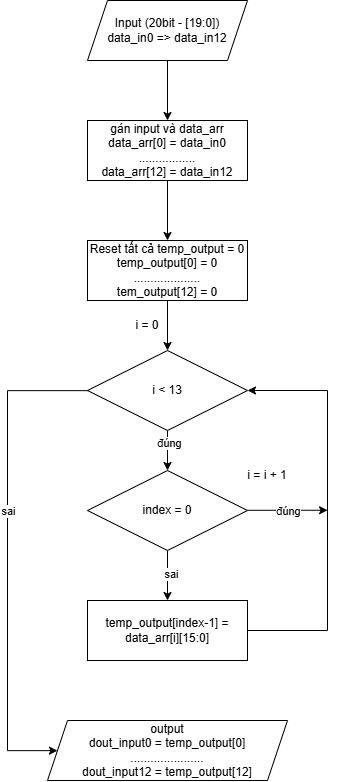 Input (20bit - [19:0])
data_in0 => data_in12
gán input và data_arr
data_arr[0] = data_in0
.................
data_arr[12] = data_in12
Reset tất cả temp_output = 0
temp_output[0] = 0
....................
tem_output[12] = 0
i = 0
i < 13
đúng
i = i + 1
index = 0
đúng
sai
sai
temp_output[index-1] =
data_arr[i][15:0]
output
dout_input0 = temp_output[0]
......................
dout_input12 = temp_output[12]